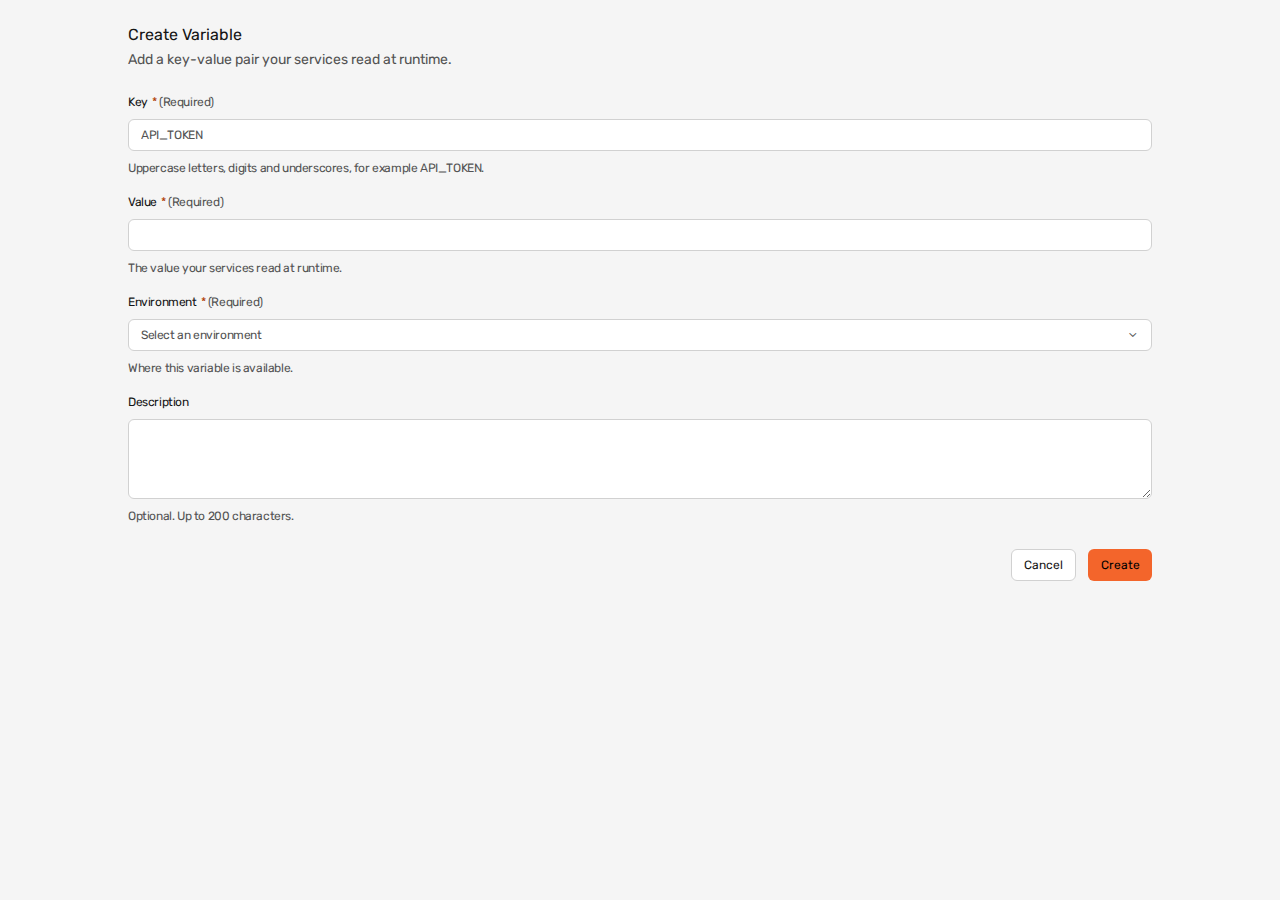 Create Variable
Add a key-value pair your services read at runtime.
Key * (Required)
API_TOKEN
Uppercase letters, digits and underscores, for example API_TOKEN.
Value * (Required)
The value your services read at runtime.
Environment * (Required)
Select an environment
Where this variable is available.
Description
Optional. Up to 200 characters.
Cancel Create